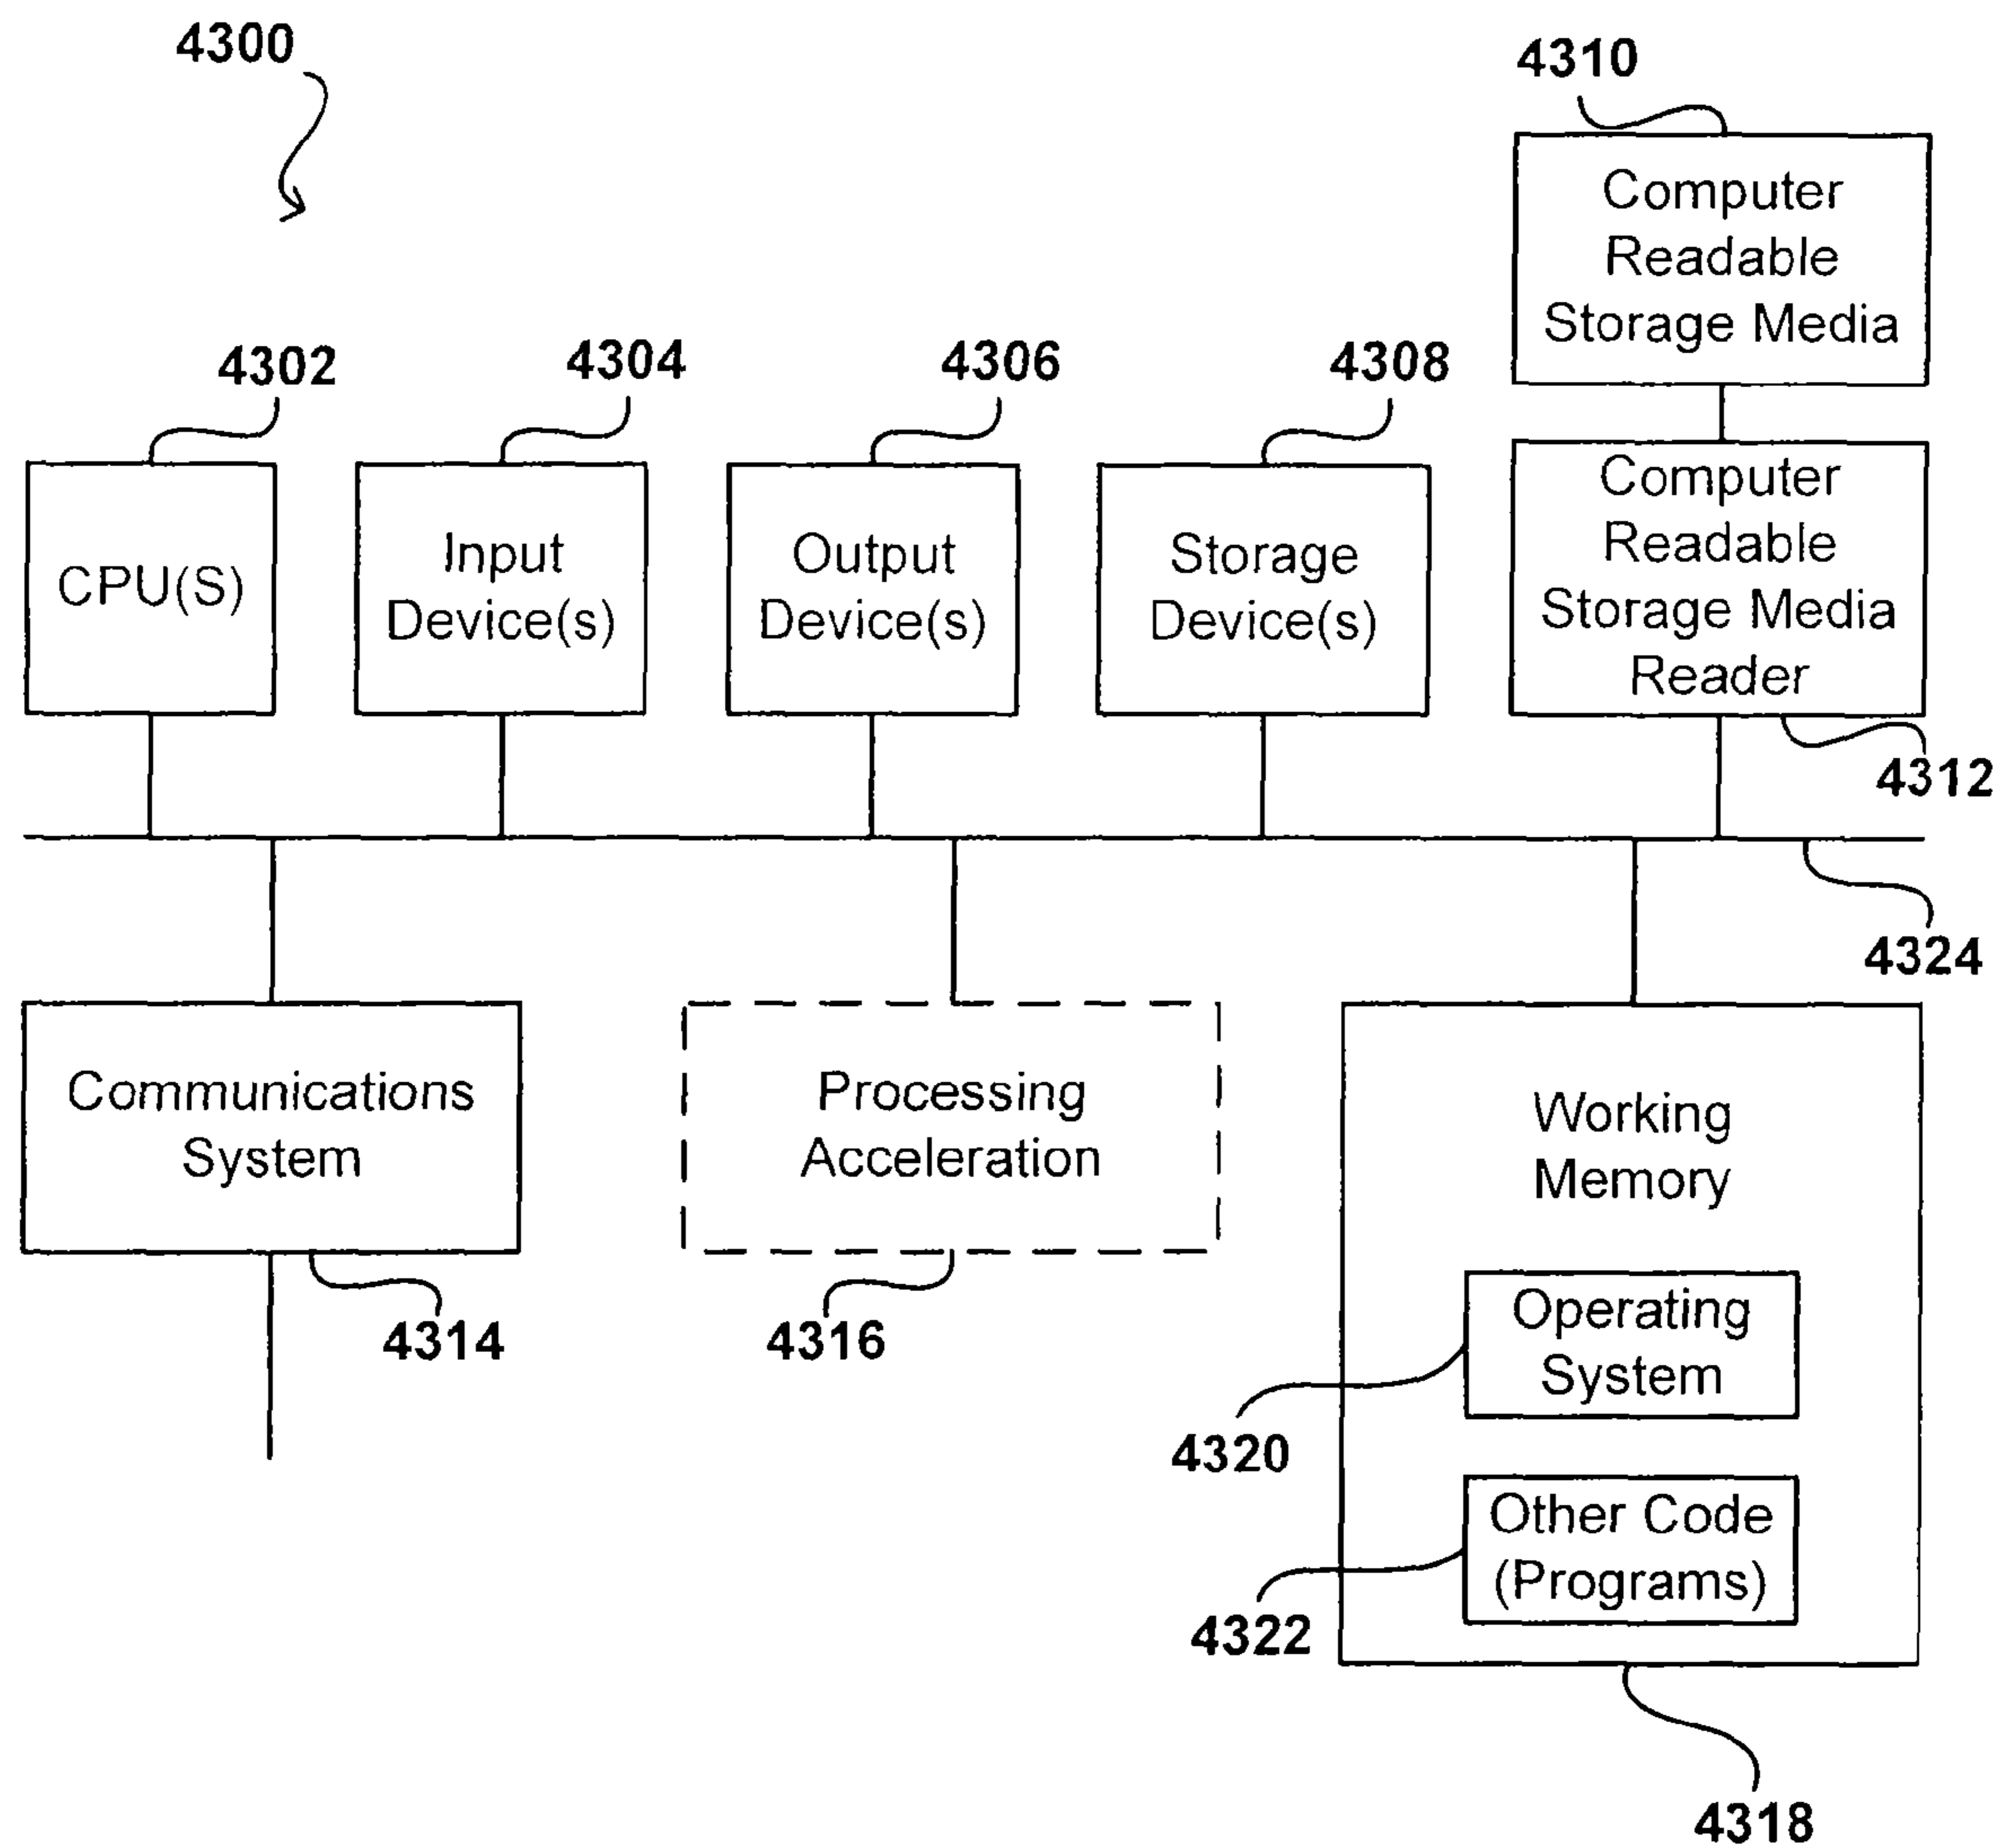 4300
4310
Computer
Readable
Storage Media
4302
4304
4306
4308
CPU(S)
Input
Device(s)
Output
Device(s)
Storage
Device(s)
Computer
Readable
Storage Media
Reader
4312
4324
Communications
System
4314
Processing
Acceleration
4316
Working
Memory
Operating
System
4320
Other Code
(Programs)
4322
4318